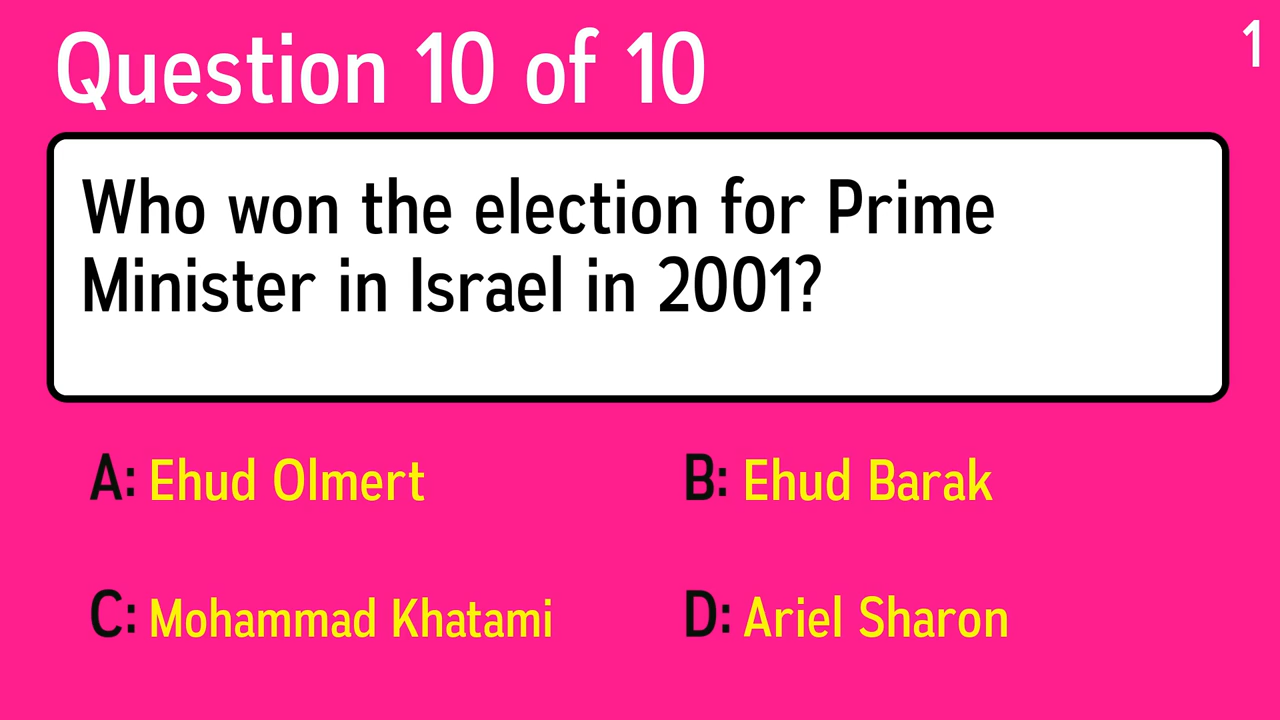 Question 10 of 10
1
Who won the election for Prime
Minister in Israel in 2001?
A: Ehud Olmert
B: Ehud Barak
C: Mohammad Khatami
D: Ariel Sharon